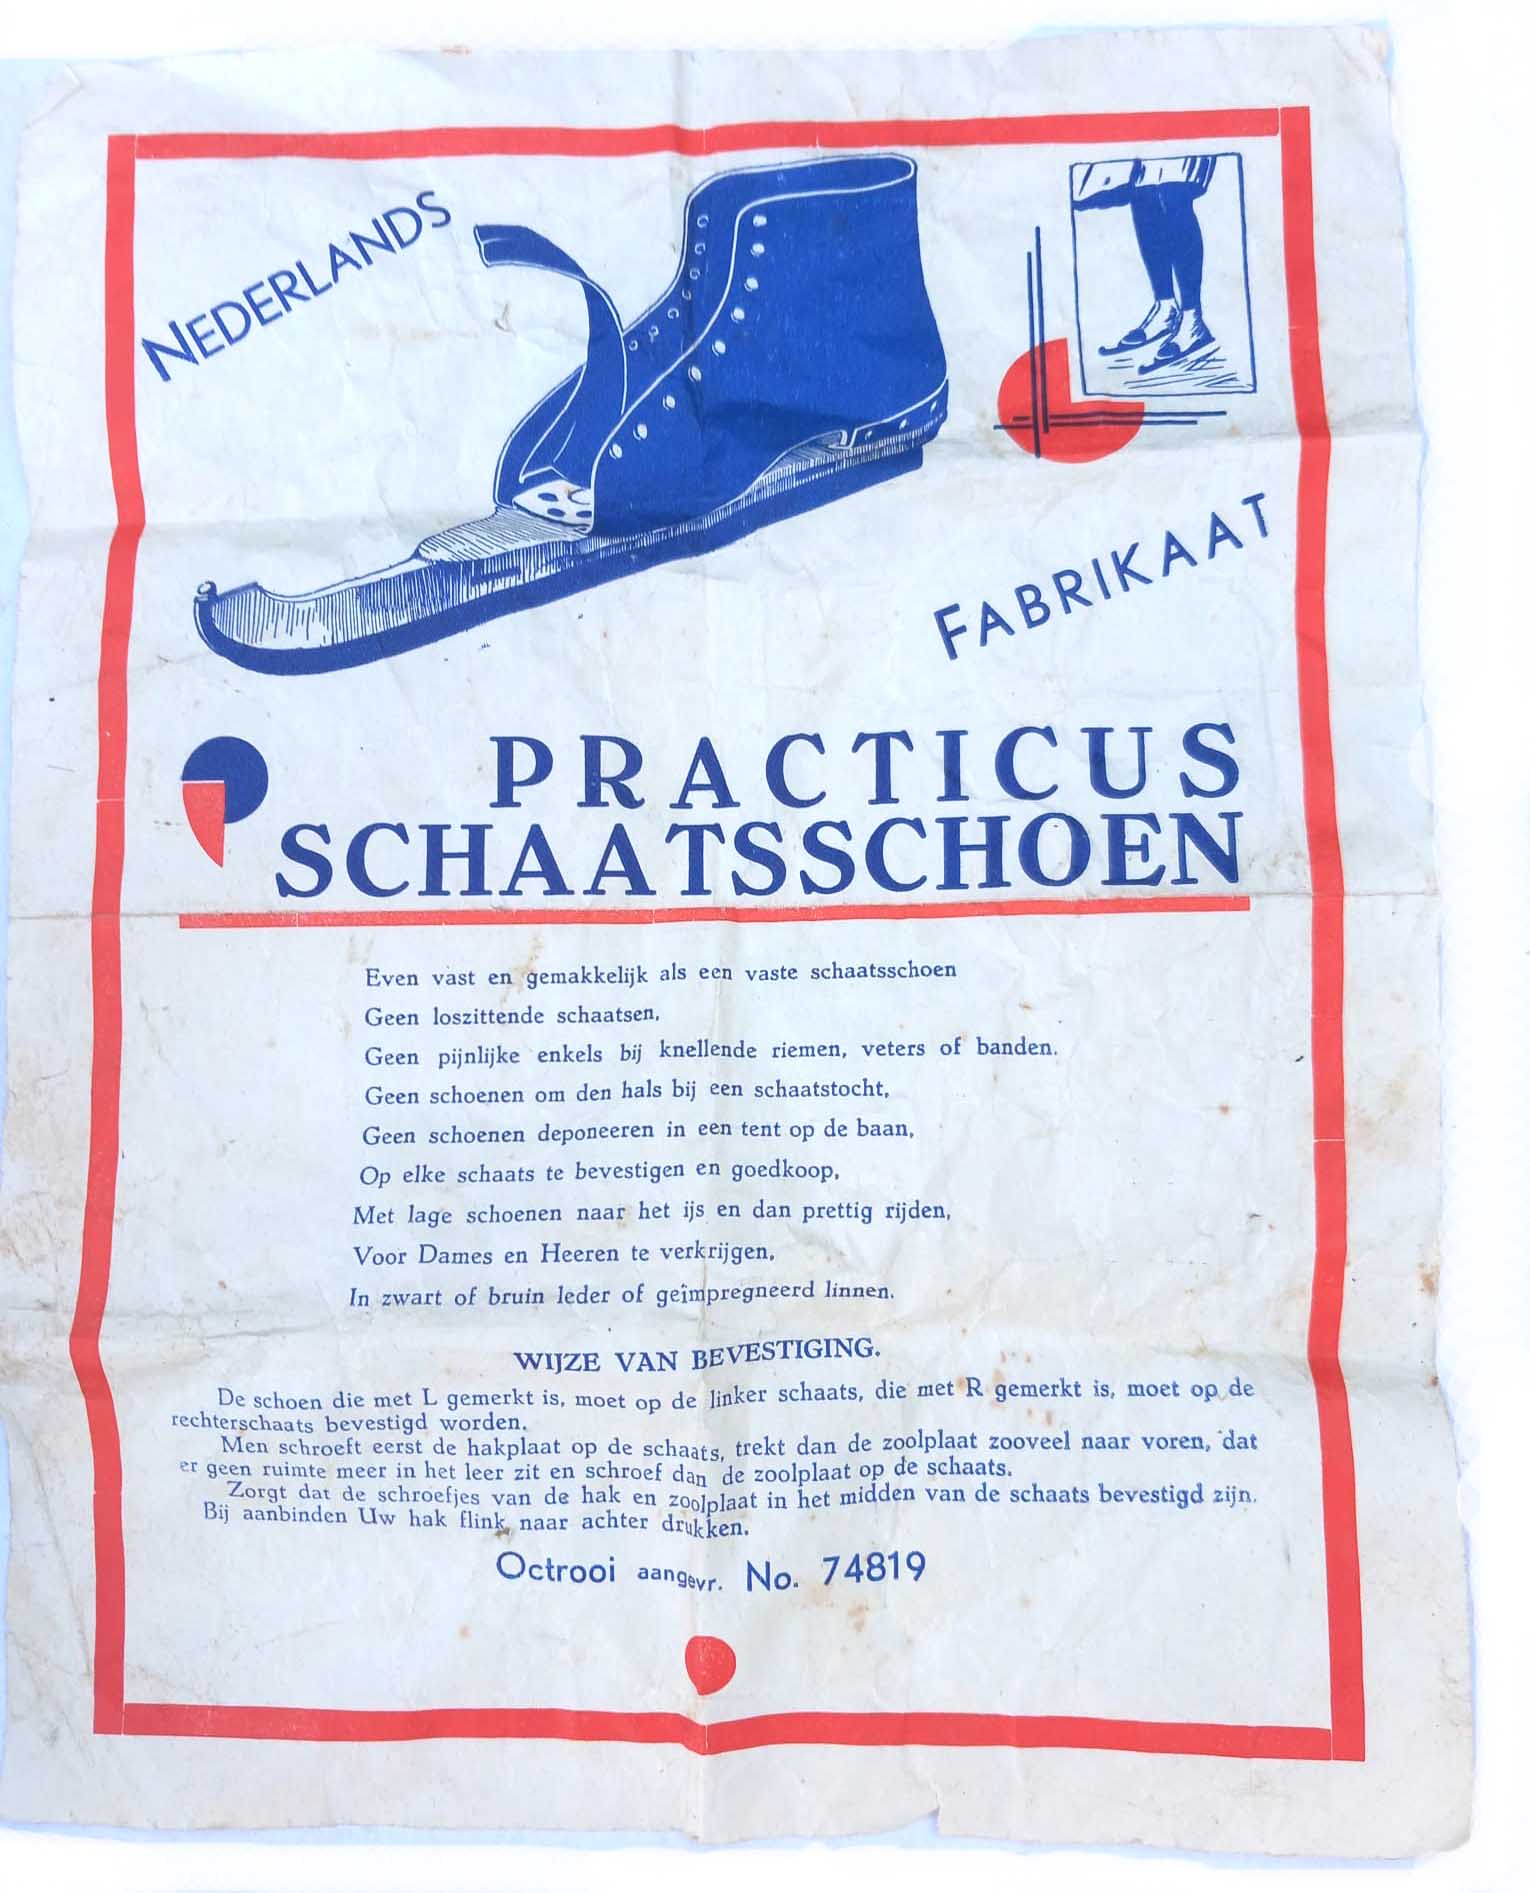 NEDERLANDS
FABRIKAAT
PRACTICUS
SCHAATSSCHOEN
Even vast en gemakkelijk als een vaste schaatsschoen
Geen loszittende schaatsen,
Geen pijnlijke enkels bij knellende riemen, veters of banden.
Geen schoenen om den hals bij een schaatstocht,
Geen schoenen deponeeren in een tent op de baan,
Op elke schaats te bevestigen en goedkoop,
Met lage schoenen naar het ijs en dan prettig rijden,
Voor Dames en Heeren te verkrijgen,
In zwart of bruin leder of geîmpregneerd linnen.
WIJZE VAN BEVESTIGING.
De schoen die met L gemerkt is, moet op de linker schaats, die met R gemerkt is, moet op de
rechterschaats bevestigd worden.
Men schroeft eerst de hakplaat op de schaats, trekt dan de zoolplaat zooveel naar voren, dat
er geen ruimte meer in het leer zit en schroef dan de zoolplaat op de schaats.
Zorgt dat de schroefjes van de hak en zoolplaat in het midden van de schaats bevestigd zijn.
Bij aanbinden Uw hak flink naar achter drukken.
Octrooi aangevr. No. 74819